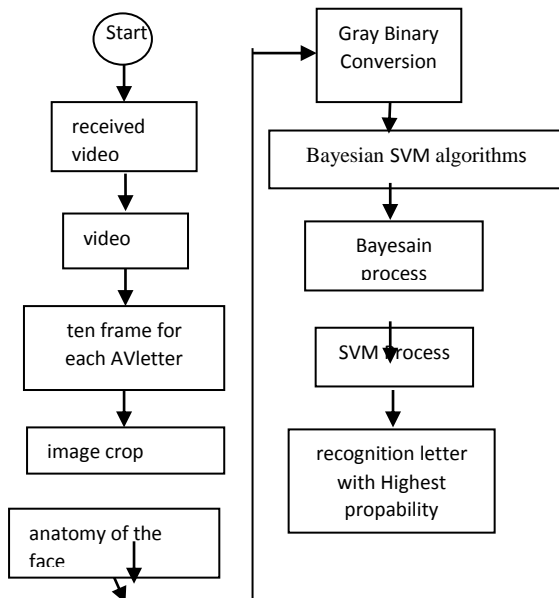 Start
received
video
video
ten frame for
each AVletter
image crop
anatomy of the
face
Gray Binary
Conversion
Bayesian SVM algorithms
Bayesain
process
SVM Process
recognition letter
with Highest
propability